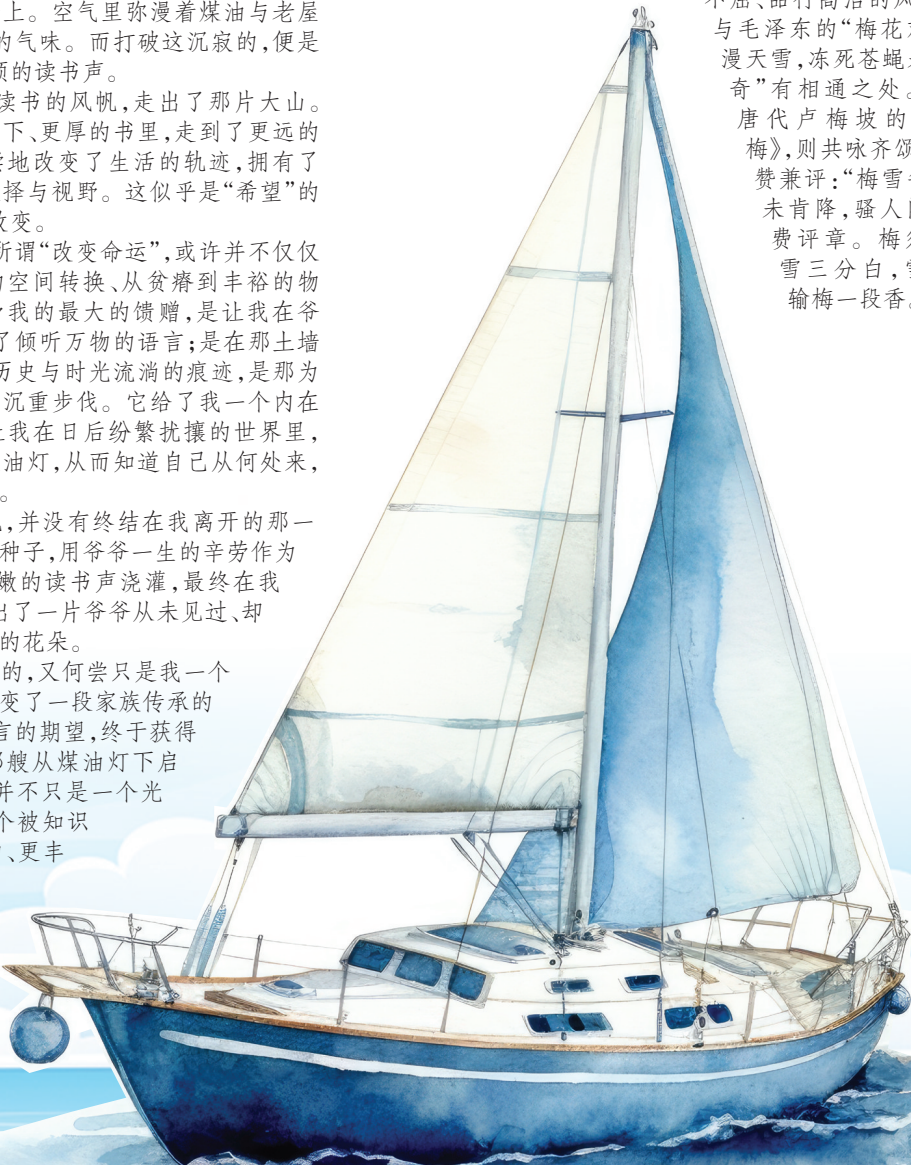 上。空气里弥漫着煤油与老屋
的气味。而打破这沉寂的,便是
的读书声。
读书的风帆,走出了那片大山。
下、更厚的书里,走到了更远的
地改变了生活的轨迹,拥有了
择与视野。这似乎是“希望”的
改变。
所谓“改变命运”,或许并不仅仅
空间转换、从贫瘠到丰裕的物
我的最大的馈赠,是让我在爷
了倾听万物的语言;是在那土墙
历史与时光流淌的痕迹,是那为
沉重步伐。它给了我一个内在
让我在日后纷繁扰攘的世界里,
油灯,从而知道自己从何处来,
。
,并没有终结在我离开的那一
种子,用爷爷一生的辛劳作为
嫩的读书声浇灌,最终在我
出了一片爷爷从未见过、却
的花朵。
的,又何尝只是我一个
变了一段家族传承的
言的期望,终于获得
那艘从煤油灯下启
并不只是一个光
个被知识
、更丰
不屈、品行高洁的风
与毛泽东的“梅花
漫天雪,冻死苍蝇
奇”有相通之处。
唐代卢梅坡的
梅》,则共咏齐颂
赞兼评:“梅雪
未肯降,骚人
费评章。梅
雪三分白,
输梅一段香。